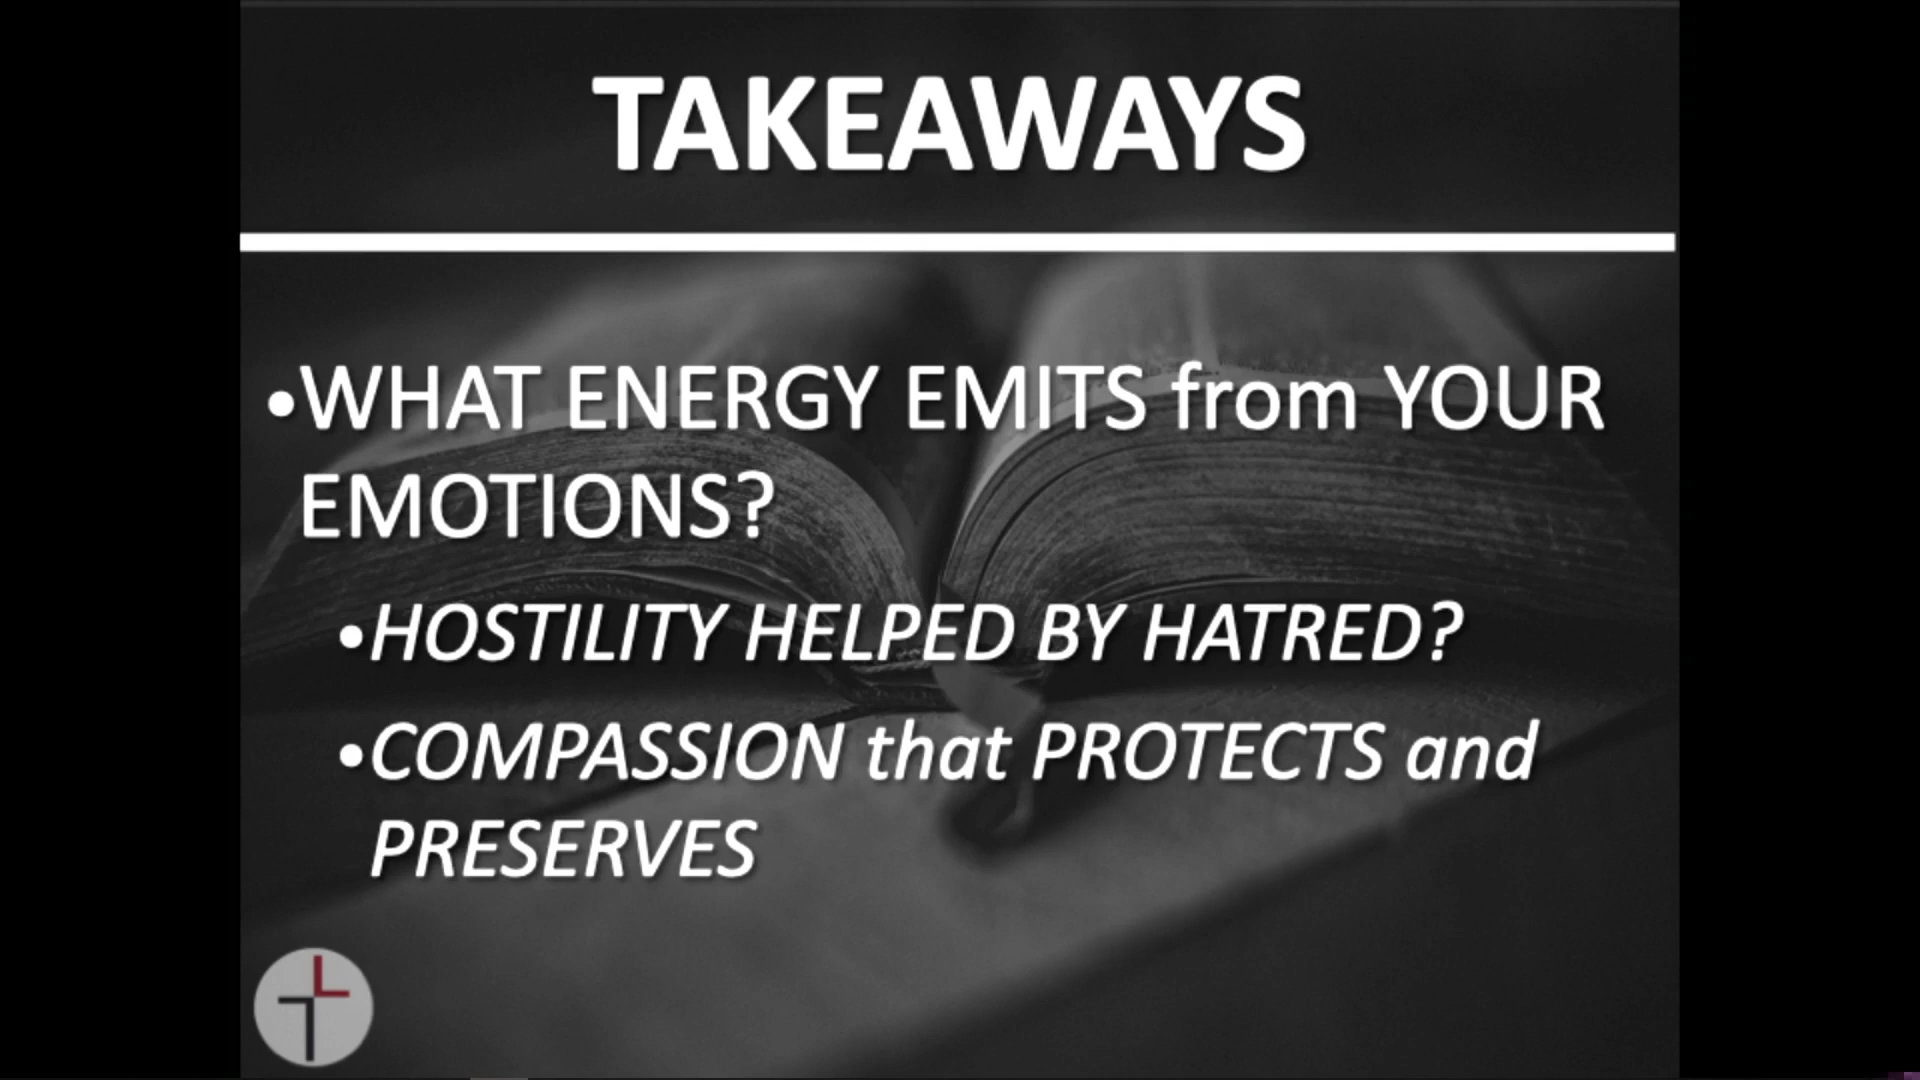 TAKEAWAYS
•WHAT ENERGY EMITS from YOUR
EMOTIONS?
•HOSTILITY HELPED BY HATRED?
•COMPASSION that PROTECTS and
PRESERVES